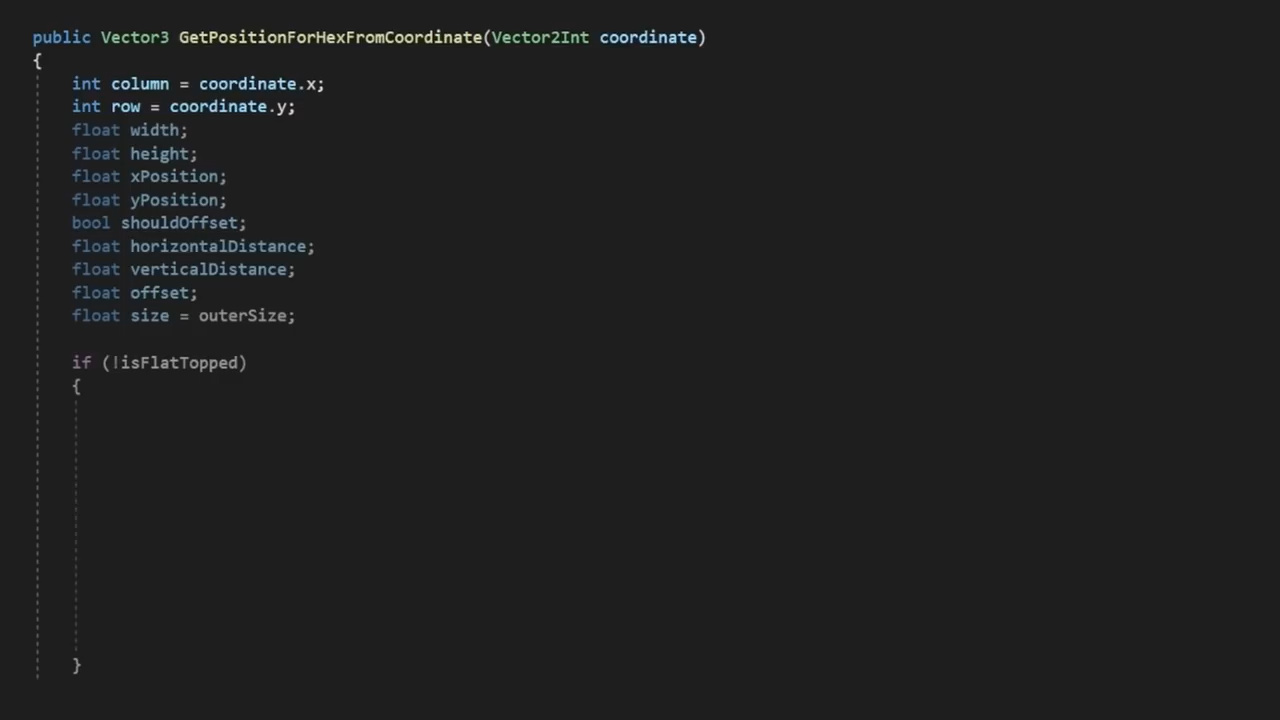 public Vector3 GetPositionForHexFromCoordinate(Vector2Int coordinate)
{
int column = coordinate.x;
int row = coordinate.y;
float width;
float height;
float xPosition;
float yPosition;
bool shouldOffset;
float horizontalDistance;
float verticalDistance;
float offset;
float size = outerSize;
if (!isFlatTopped)
{
}